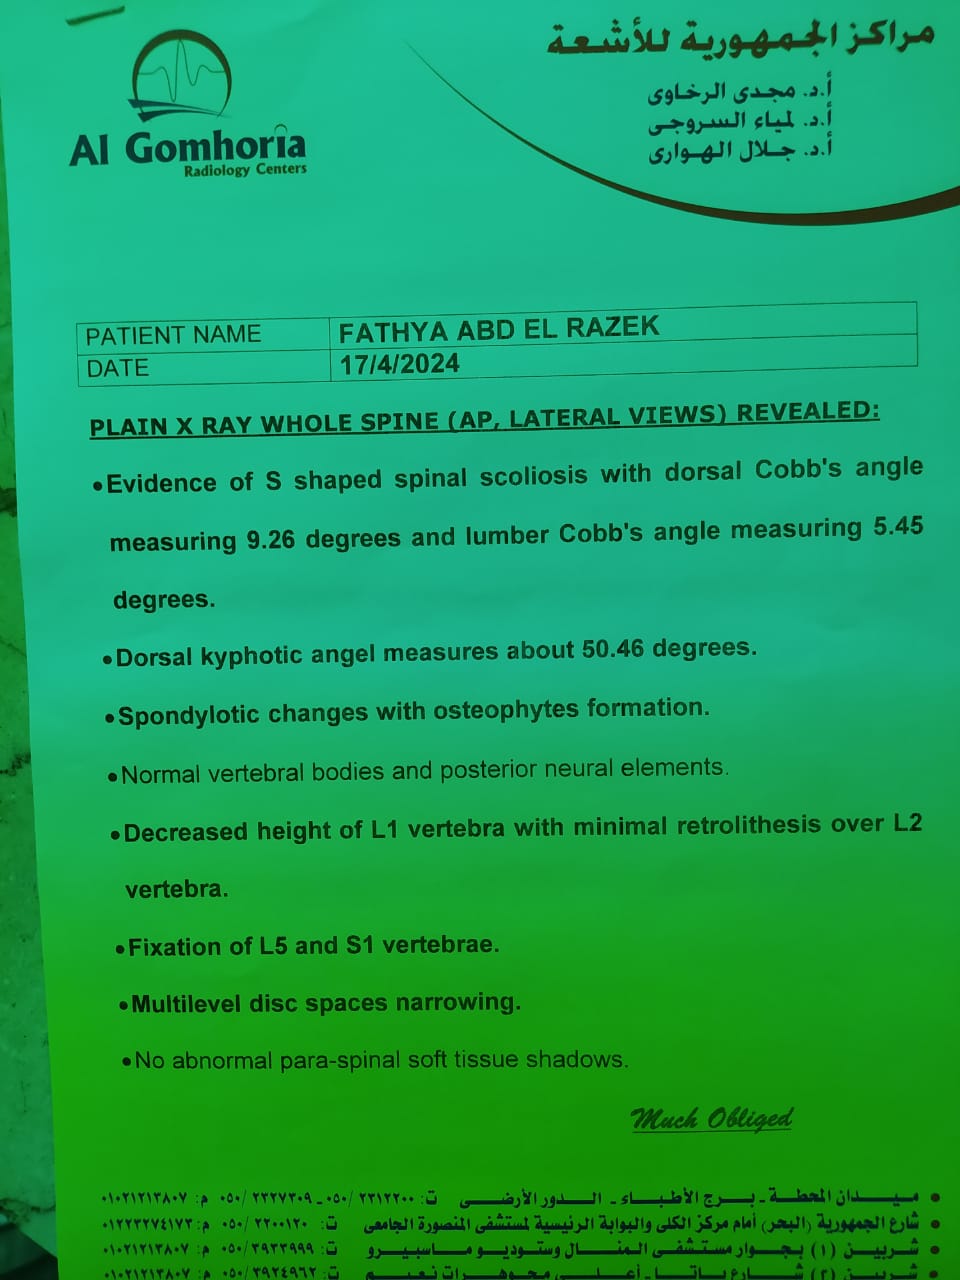 مراكز الجمهورية للأشعة
أ.د. مجدى الرخاوى
أ.د. لمياء السروجى
أ.د. جلال الهوارى
Al Gomhoria
Radiology Centers
PATIENT NAME FATHYA ABD EL RAZEK
DATE 17/4/2024
PLAIN X RAY WHOLE SPINE (AP, LATERAL VIEWS) REVEALED:
•Evidence of S shaped spinal scoliosis with dorsal Cobb's angle
measuring 9.26 degrees and lumber Cobb's angle measuring 5.45
degrees.
•Dorsal kyphotic angel measures about 50.46 degrees.
•Spondylotic changes with osteophytes formation.
•Normal vertebral bodies and posterior neural elements.
•Decreased height of L1 vertebra with minimal retrolithesis over L2
vertebra.
•Fixation of L5 and S1 vertebrae.
•Multilevel disc spaces narrowing.
•No abnormal para-spinal soft tissue shadows.
Much Obliged
• ميدان المحطة - برج الأطباء - الدور الأرضى ت: ٠٥٠/٢٣١٢٢٠٠ - ٠٥٠/٢٢٢٧٣٠٩ م: ٠١٠٢١٢١٣٨٠٧
• شارع الجمهورية (البحر) أمام مركز الكلى والبوابة الرئيسية لمستشفى المنصورة الجامعى ت: ٠٥٠/٢٢٠٠١٢٠ م: ٠١٢٢٣٢٧٤١٧٣
• شربين (١) بجوار مستشفى المنال وستوديو ماسبيرو ت: ٠٥٠/٣٩٣٣٩٩٩ م: ٠١٠٢١٢١٣٨٠٧
• شربين (٢) شارع باتا - أعلى مجوهرات نعيم ت: ٠٥٠/٣٩٢٤٩٦٢